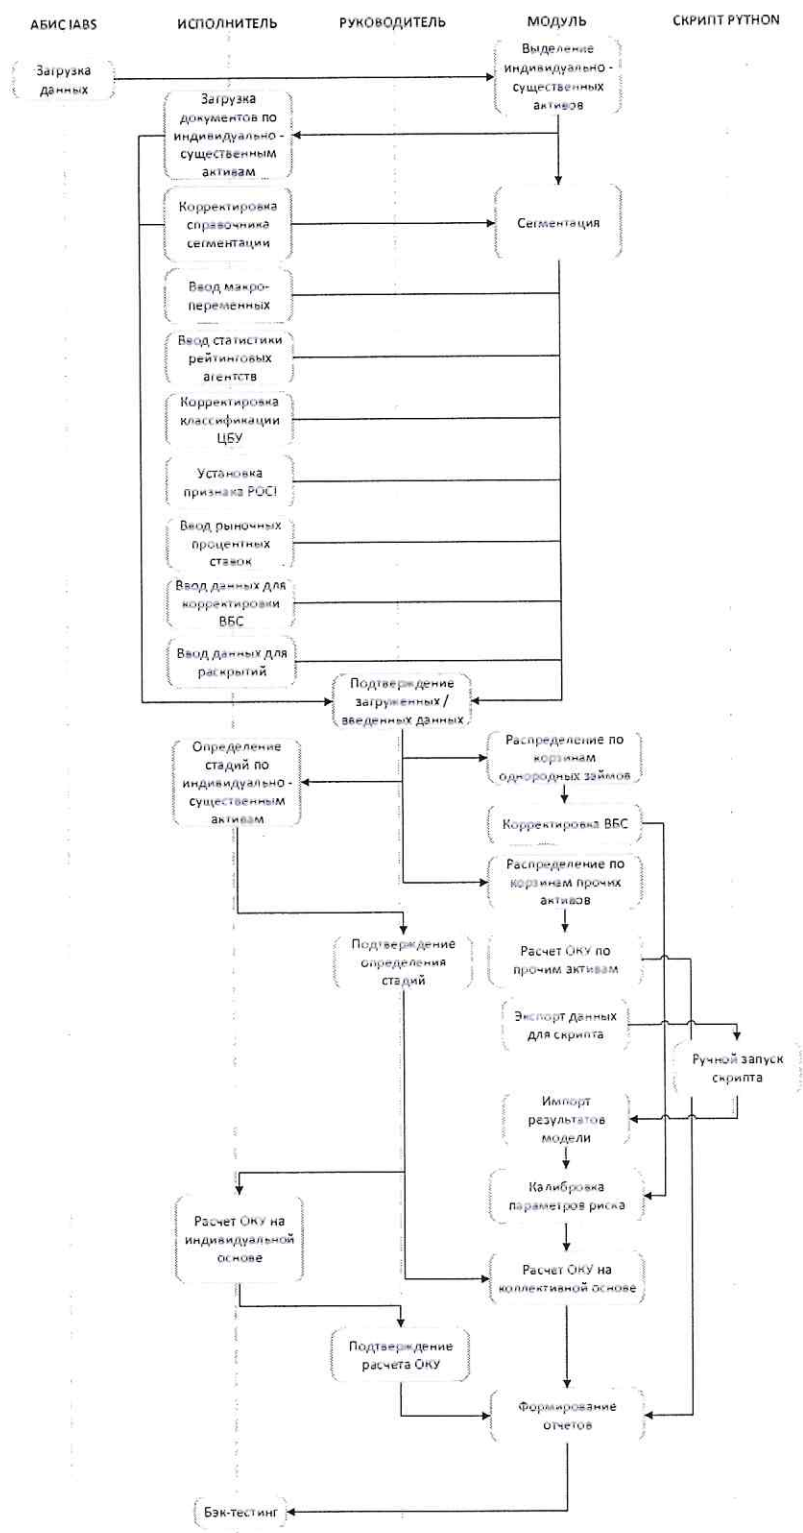 АБИС IABS
ИСПОЛНИТЕЛЬ
РУКОВОДИТЕЛЬ
МОДУЛЬ
СКРИПТ PYTHON
Загрузка
данных
Выделение
индивидуально -
существенных
активов
Загрузка
документов по
индивидуально -
существенным
активам
Корректировка
справочника
сегментации
Сегментация
Ввод макро-
переменных
Ввод статистики
рейтинговых
агентств
Корректировка
классификации
ЦБУ
Установка
признака POCI
Ввод рыночных
процентных
ставок
Ввод данных для
корректировки
ВБС
Ввод данных для
раскрытий
Подтверждение
загруженных /
введенных данных
Определение
стадий по
индивидуально -
существенным
активам
Распределение по
корзинам
однородных займов
Корректировка ВБС
Распределение по
корзинам прочих
активов
Подтверждение
определения
стадий
Расчет ОКУ по
прочим активам
Экспорт данных
для скрипта
Ручной запуск
скрипта
Импорт
результатов
модели
Калибровка
параметров риска
Расчет ОКУ на
индивидуальной
основе
Расчет ОКУ на
коллективной основе
Подтверждение
расчета ОКУ
Формирование
отчетов
Бэк-тестинг